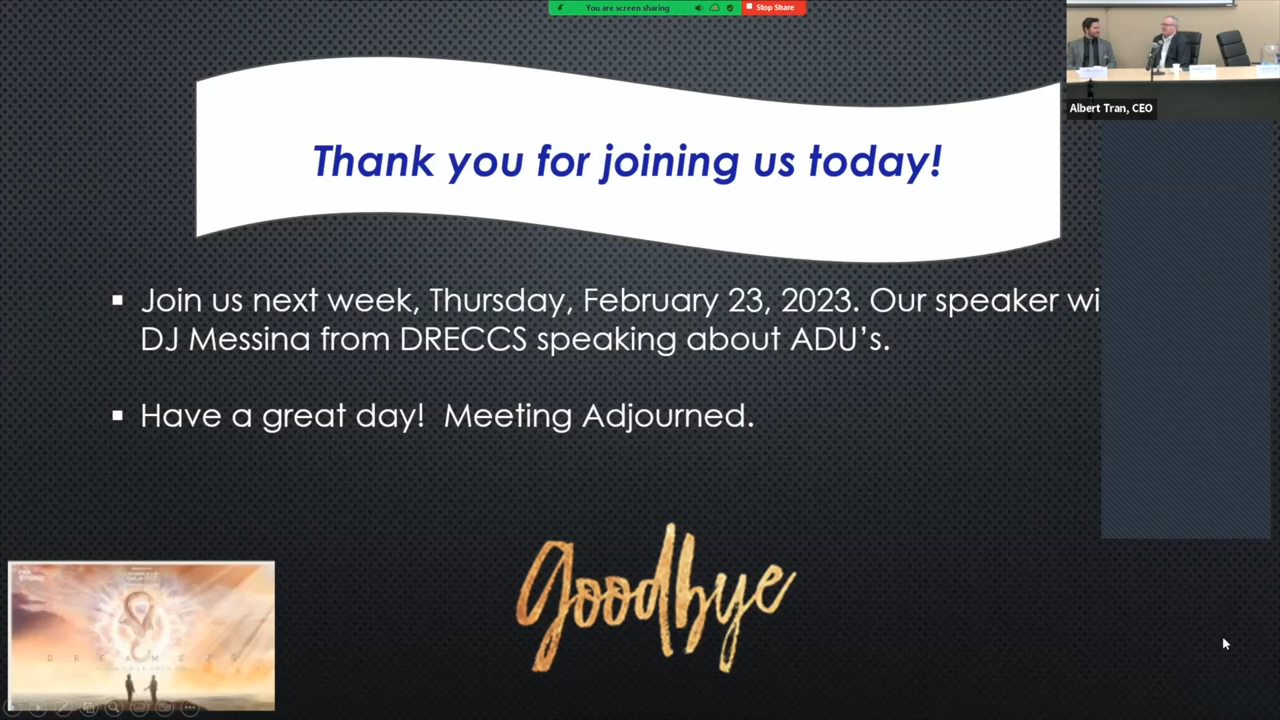 You are screen sharing
Stop Share
Albert Tran, CEO
Thank you for joining us today!
Join us next week, Thursday, February 23, 2023. Our speaker wi
DJ Messina from DRECCS speaking about ADU’s.
Have a great day!  Meeting Adjourned.
goodbye
DREAMERS